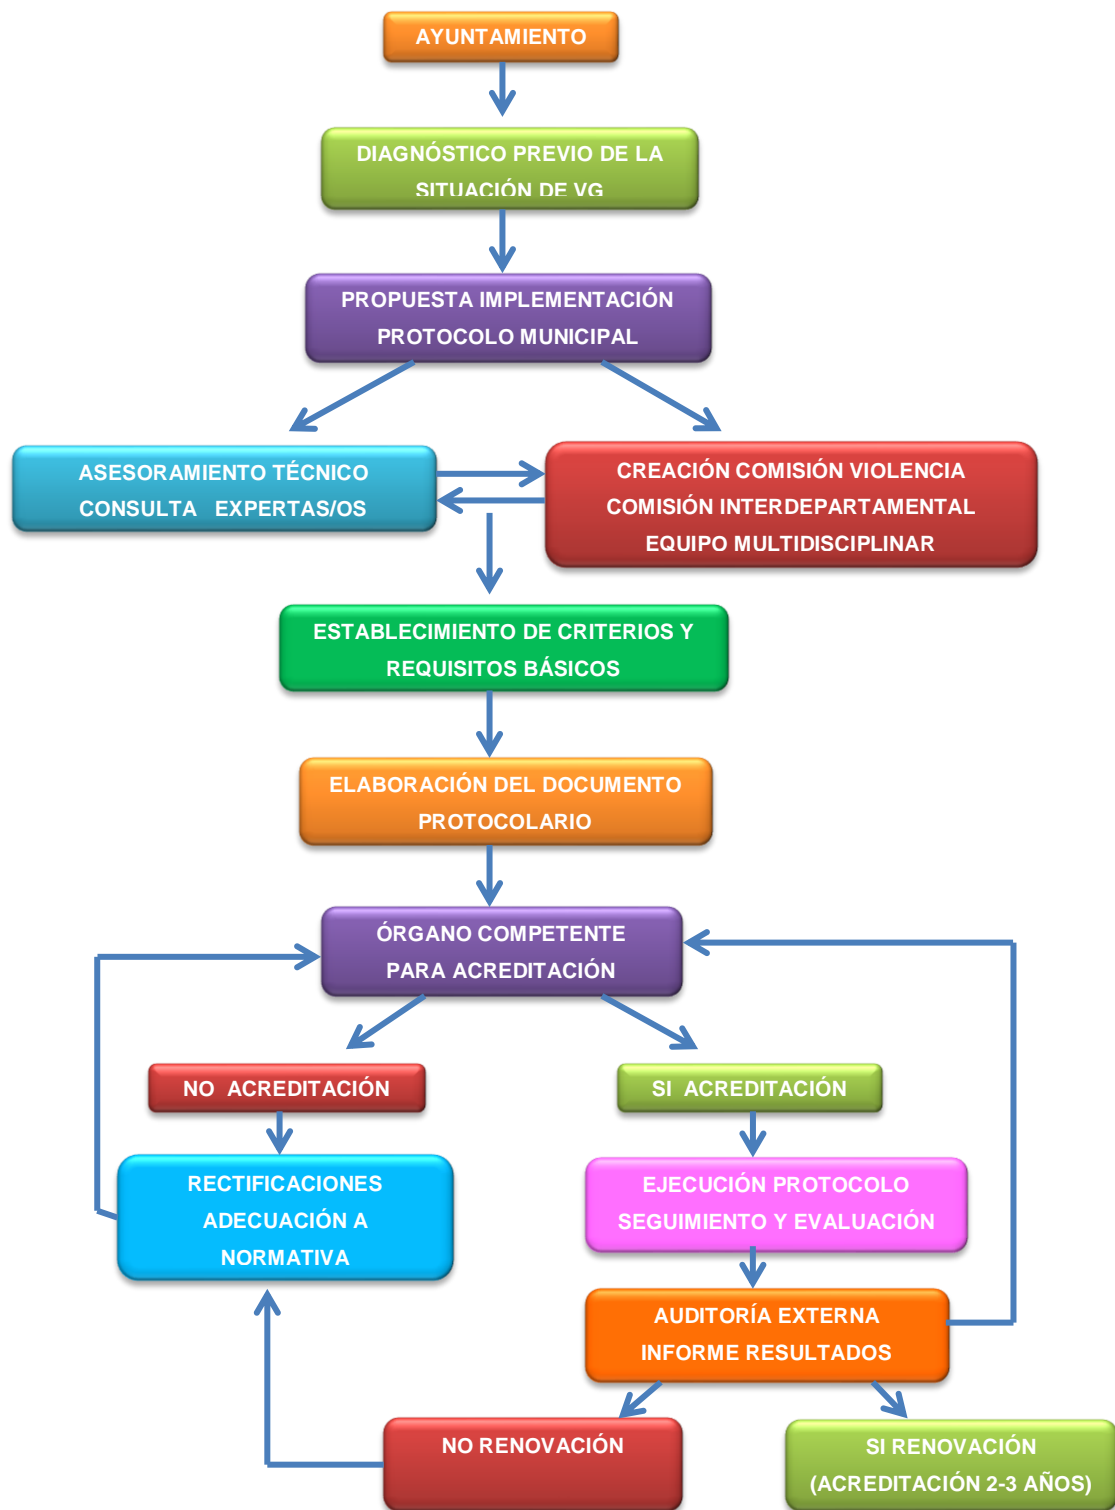 AYUNTAMIENTO
DIAGNÓSTICO PREVIO DE LA
SITUACIÓN DE VG
PROPUESTA IMPLEMENTACIÓN
PROTOCOLO MUNICIPAL
ASESORAMIENTO TÉCNICO
CONSULTA EXPERTAS/OS
CREACIÓN COMISIÓN VIOLENCIA
COMISIÓN INTERDEPARTAMENTAL
EQUIPO MULTIDISCIPLINAR
ESTABLECIMIENTO DE CRITERIOS Y
REQUISITOS BÁSICOS
ELABORACIÓN DEL DOCUMENTO
PROTOCOLARIO
ÓRGANO COMPETENTE
PARA ACREDITACIÓN
NO ACREDITACIÓN
SI ACREDITACIÓN
RECTIFICACIONES
ADECUACIÓN A
NORMATIVA
EJECUCIÓN PROTOCOLO
SEGUIMIENTO Y EVALUACIÓN
AUDITORÍA EXTERNA
INFORME RESULTADOS
NO RENOVACIÓN
SI RENOVACIÓN
(ACREDITACIÓN 2-3 AÑOS)